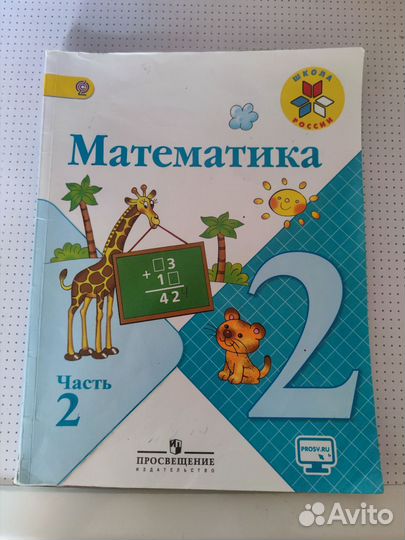 ШКОЛА
РОССИИ
Математика
□3
+
1□
42
2
Часть
2
ПРОСВЕЩЕНИЕ
ИЗДАТЕЛЬСТВО
PROSV.RU
Avito